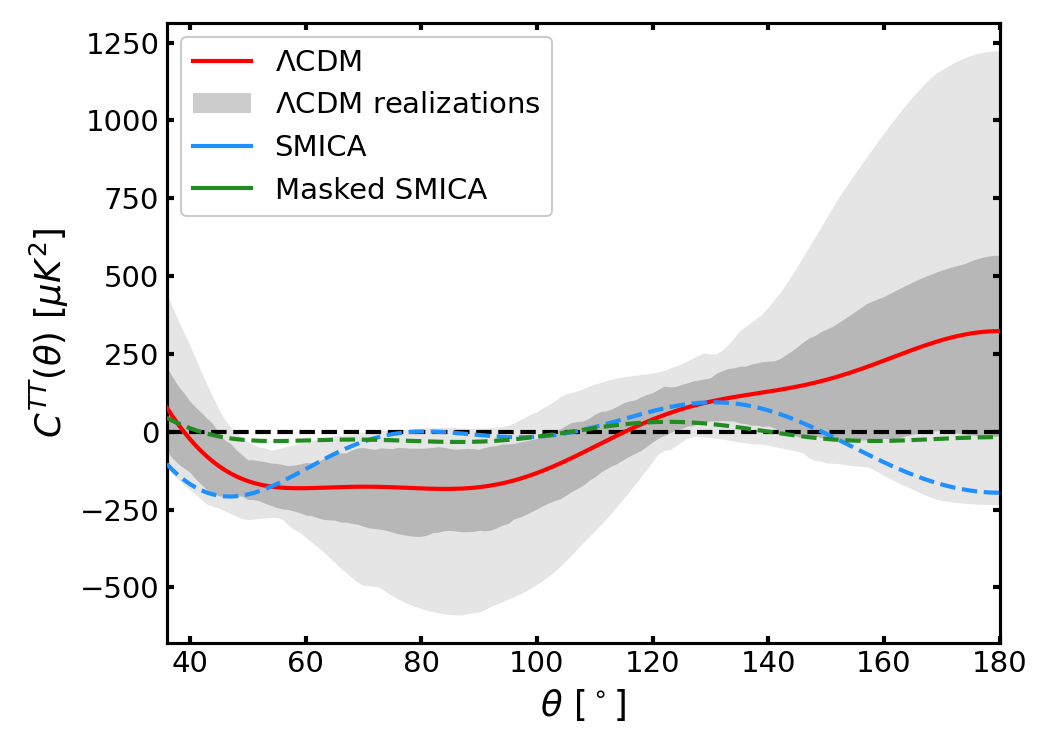 1250
1000
750
500
250
0
−250
−500
C^{TT}(θ) [μK²]
ΛCDM
ΛCDM realizations
SMICA
Masked SMICA
40 60 80 100 120 140 160 180
θ [°]